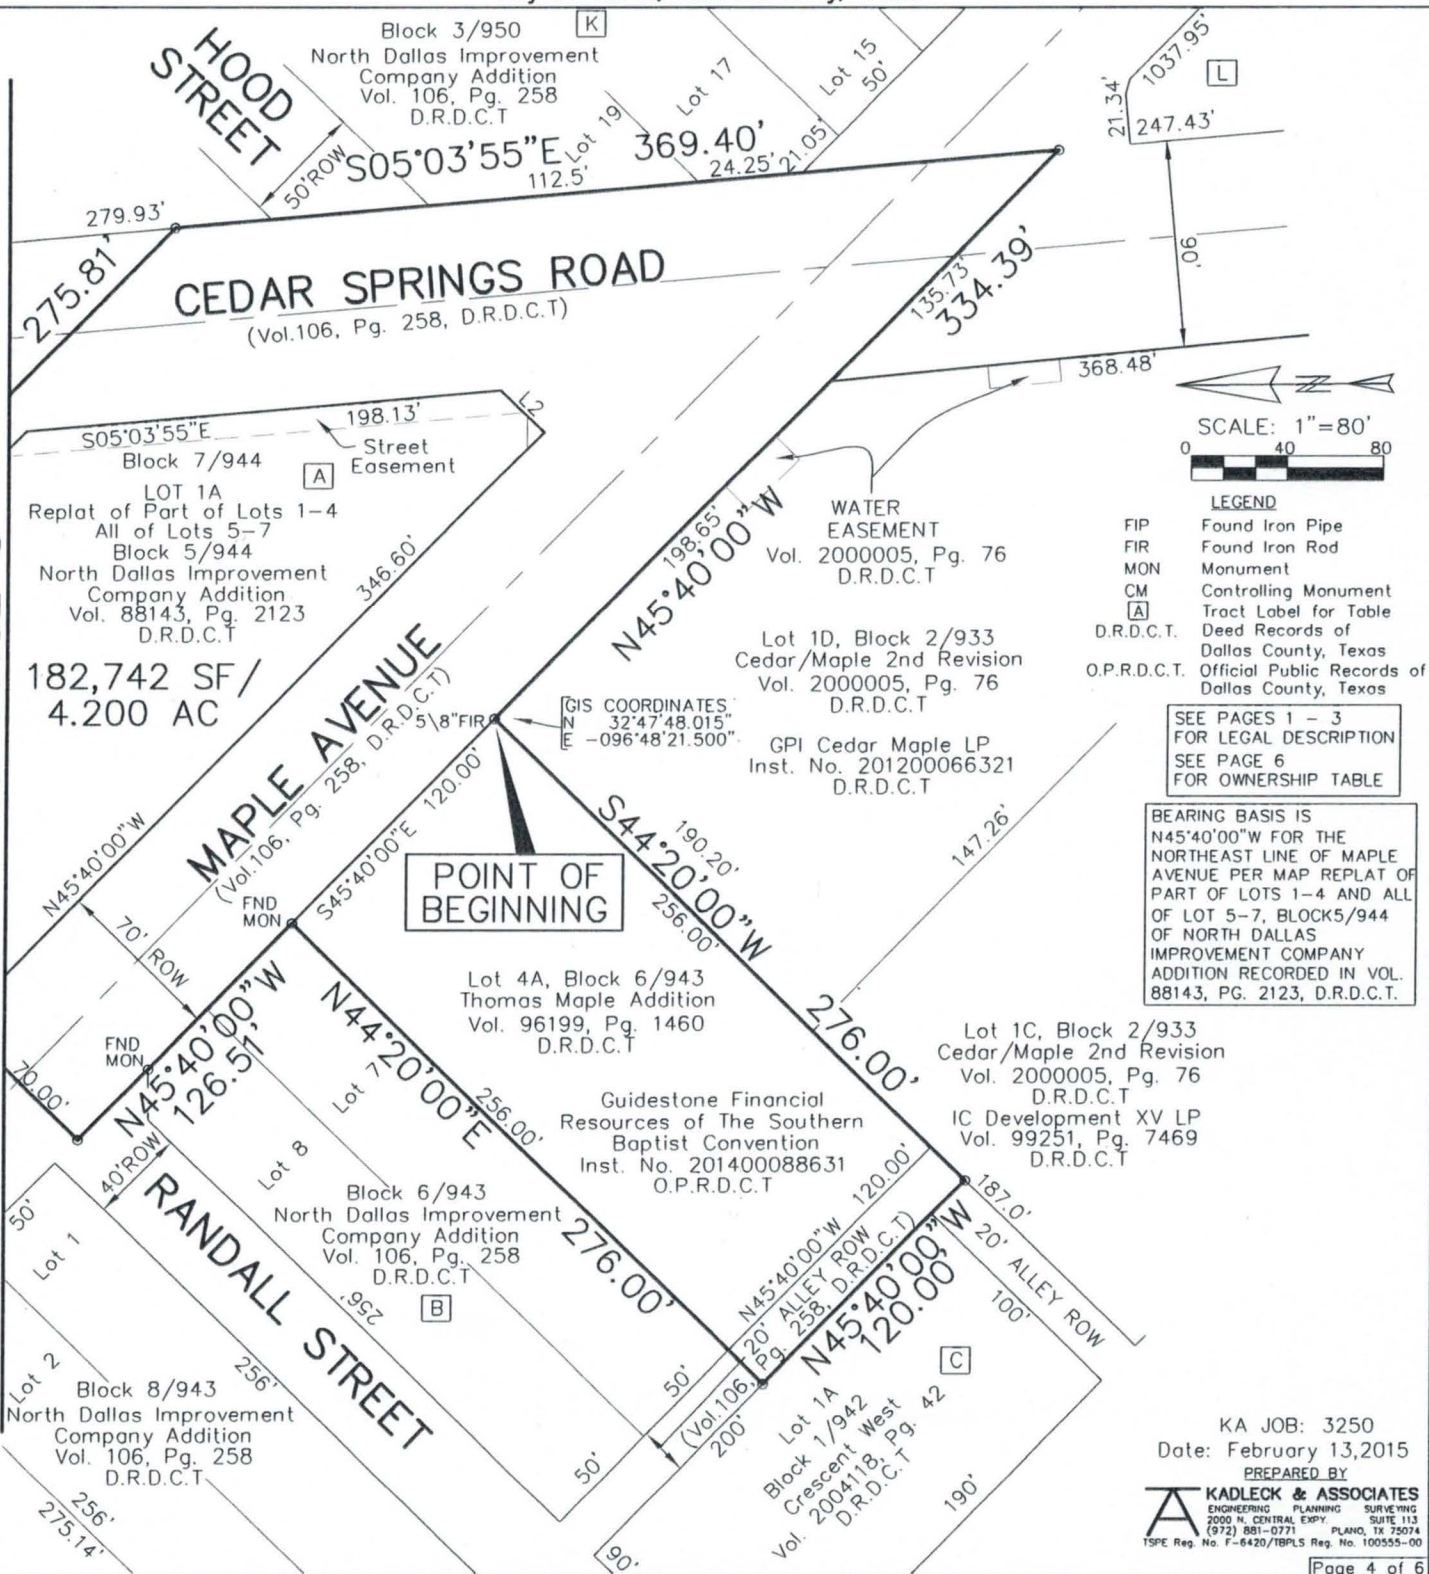 Block 3/950
K
North Dallas Improvement
Company Addition
Vol. 106, Pg. 258
D.R.D.C.T
HOOD
STREET
50'ROW
Lot 19
Lot 17
Lot 15
50'
21.05'
24.25'
112.5'
S05°03'55"E 369.40'
1037.95'
L
21.34'
247.43'
90'
279.93'
275.81'
CEDAR SPRINGS ROAD
(Vol.106, Pg. 258, D.R.D.C.T)
135.73'
334.39'
368.48'
SCALE: 1"=80'
0 40 80
LEGEND
FIP Found Iron Pipe
FIR Found Iron Rod
MON Monument
CM Controlling Monument
A Tract Label for Table
D.R.D.C.T. Deed Records of
Dallas County, Texas
O.P.R.D.C.T. Official Public Records of
Dallas County, Texas
SEE PAGES 1 - 3
FOR LEGAL DESCRIPTION
SEE PAGE 6
FOR OWNERSHIP TABLE
BEARING BASIS IS
N45°40'00"W FOR THE
NORTHEAST LINE OF MAPLE
AVENUE PER MAP REPLAT OF
PART OF LOTS 1-4 AND ALL
OF LOT 5-7, BLOCK5/944
OF NORTH DALLAS
IMPROVEMENT COMPANY
ADDITION RECORDED IN VOL.
88143, PG. 2123, D.R.D.C.T.
L2
198.13'
S05°03'55"E
Street
Easement
Block 7/944
A
LOT 1A
Replat of Part of Lots 1-4
All of Lots 5-7
Block 5/944
North Dallas Improvement
Company Addition
Vol. 88143, Pg. 2123
D.R.D.C.T
182,742 SF/
4.200 AC
346.60'
MAPLE AVENUE
(Vol.106, Pg. 258, D.R.D.C.T)
N45°40'00"W
70' ROW
WATER
EASEMENT
Vol. 2000005, Pg. 76
D.R.D.C.T
198.65'
N45°40'00"W
Lot 1D, Block 2/933
Cedar/Maple 2nd Revision
Vol. 2000005, Pg. 76
D.R.D.C.T
GPI Cedar Maple LP
Inst. No. 201200066321
D.R.D.C.T
GIS COORDINATES
N 32°47'48.015"
E -096°48'21.500"
5\8"FIR
120.00'
S45°40'00"E
POINT OF
BEGINNING
S44°20'00"W
190.20'
256.00'
276.00'
147.26'
FND
MON
FND
MON
70.00'
N45°40'00"W
126.51'
40'ROW
Lot 4A, Block 6/943
Thomas Maple Addition
Vol. 96199, Pg. 1460
D.R.D.C.T
Guidestone Financial
Resources of The Southern
Baptist Convention
Inst. No. 201400088631
O.P.R.D.C.T
N44°20'00"E
256.00'
276.00'
Lot 7
Lot 8
Block 6/943
North Dallas Improvement
Company Addition
Vol. 106, Pg. 258
D.R.D.C.T
B
256'
RANDALL STREET
50'
Lot 1
Lot 2
256'
Block 8/943
North Dallas Improvement
Company Addition
Vol. 106, Pg. 258
D.R.D.C.T
256'
275.14'
Lot 1C, Block 2/933
Cedar/Maple 2nd Revision
Vol. 2000005, Pg. 76
D.R.D.C.T
IC Development XV LP
Vol. 99251, Pg. 7469
D.R.D.C.T
120.00'
N45°40'00"W
20' ALLEY ROW
(Vol.106, Pg. 258, D.R.D.C.T)
N45°40'00"W
120.00'
187.0'
20' ALLEY ROW
100'
50'
50'
200'
90'
190'
C
Lot 1A
Block 1/942
Crescent West
Vol. 2004118, Pg. 42
D.R.D.C.T
KA JOB: 3250
Date: February 13,2015
PREPARED BY
KADLECK & ASSOCIATES
ENGINEERING PLANNING SURVEYING
2000 N. CENTRAL EXPY. SUITE 113
(972) 881-0771 PLANO, TX 75074
TSPE Reg. No. F-6420/TBPLS Reg. No. 100555-00
Page 4 of 6